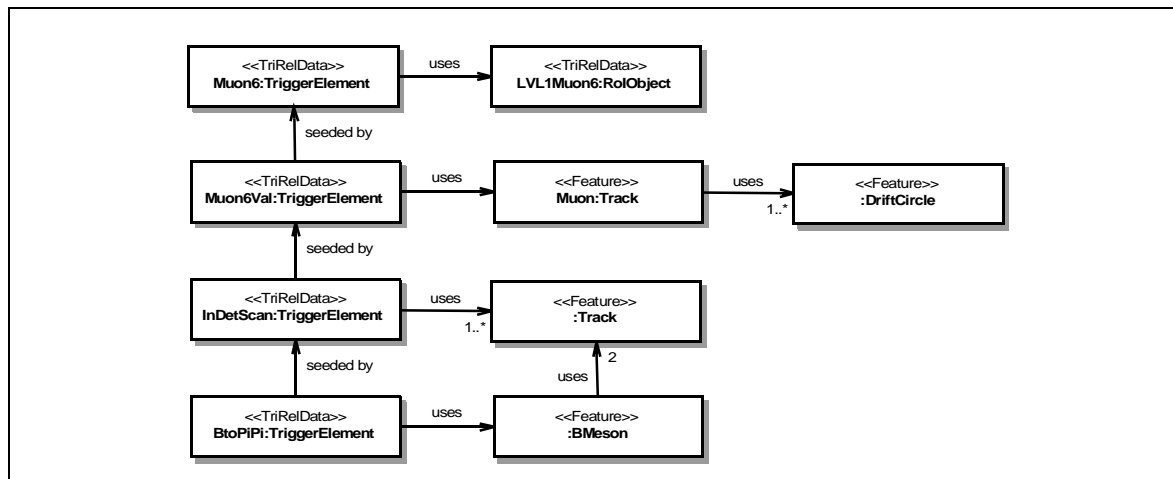 <<TriRelData>>
Muon6:TriggerElement
uses
<<TriRelData>>
LVL1Muon6:RoIObject
seeded by
<<TriRelData>>
Muon6Val:TriggerElement
uses
<<Feature>>
Muon:Track
uses
1..*
<<Feature>>
:DriftCircle
seeded by
<<TriRelData>>
InDetScan:TriggerElement
uses
1..*
<<Feature>>
:Track
seeded by
2
uses
<<TriRelData>>
BtoPiPi:TriggerElement
uses
<<Feature>>
:BMeson